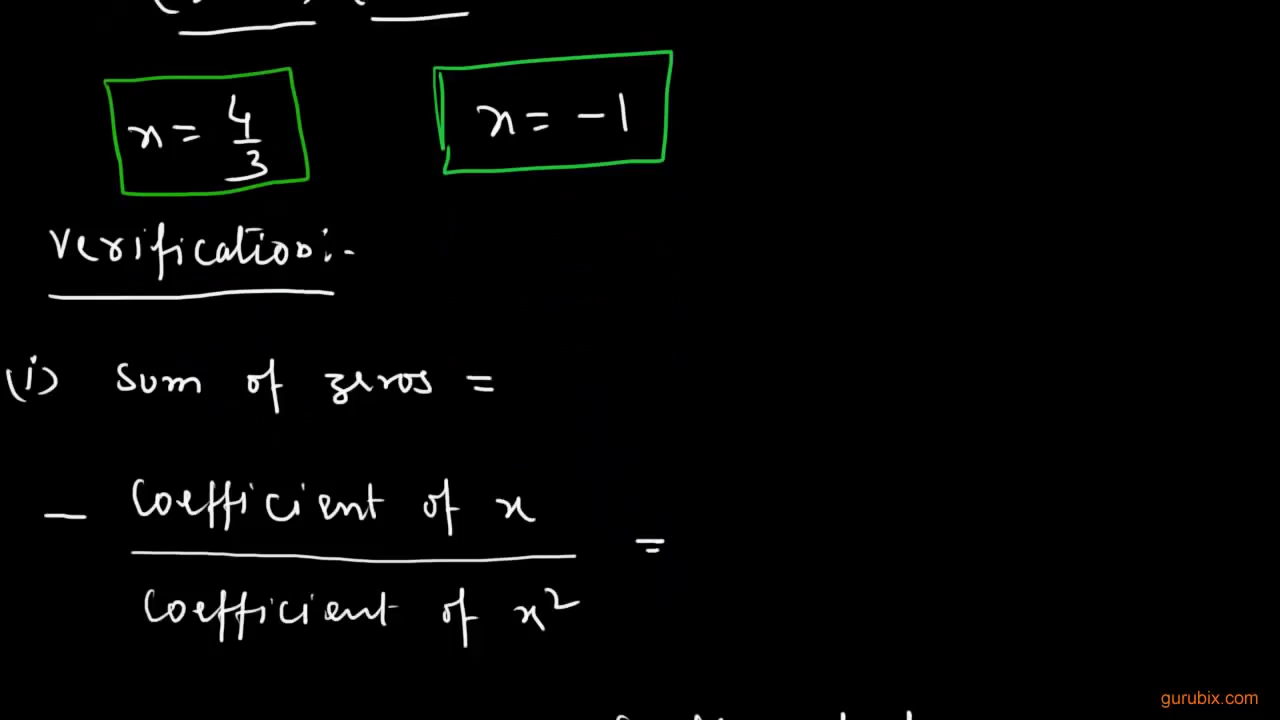 x = 4/3 x = -1
Verification:-
(i) Sum of zeros =
- Coefficient of x / Coefficient of x² =
gurubix.com